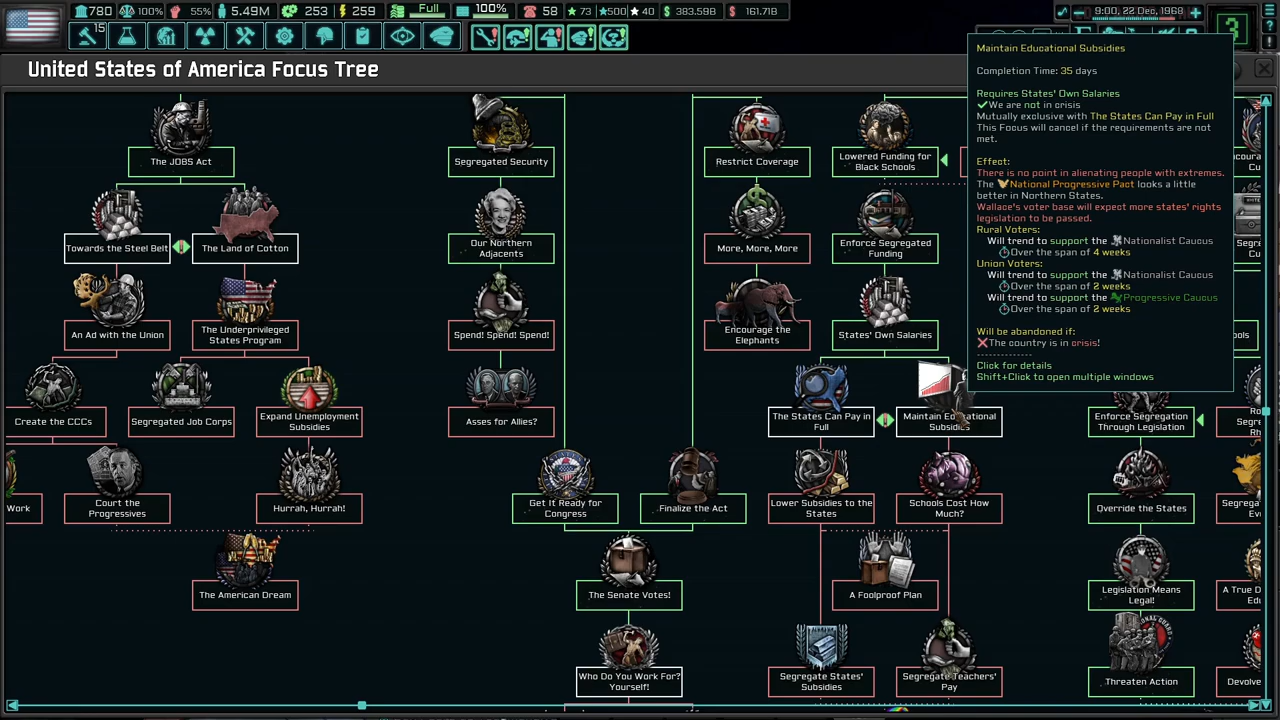 780 100% 55% 5.49M 253 259 Full 100% 58 73 500 40 $ 383.59B $ 161.71B
9:00, 22 Dec, 1968
15
3
United States of America Focus Tree
Maintain Educational Subsidies
Completion Time: 35 days
Requires States' Own Salaries
We are not in crisis
Mutually exclusive with The States Can Pay in Full
This Focus will cancel if the requirements are not
met.
Effect:
There is no point in alienating people with extremes.
The National Progressive Pact looks a little
better in Northern States.
Wallace's voter base will expect more states' rights
legislation to be passed.
Rural Voters:
Will trend to support the Nationalist Caucus
Over the span of 4 weeks
Union Voters:
Will trend to support the Nationalist Caucus
Over the span of 2 weeks
Will trend to support the Progressive Caucus
Over the span of 2 weeks
Will be abandoned if:
The country is in crisis!
--------------
Click for details
Shift+Click to open multiple windows
The JOBS Act
Segregated Security
Restrict Coverage
Lowered Funding for
Black Schools
Towards the Steel Belt
The Land of Cotton
Our Northern
Adjacents
More, More, More
Enforce Segregated
Funding
An Ad with the Union
The Underprivileged
States Program
Spend! Spend! Spend!
Encourage the
Elephants
States' Own Salaries
Create the CCCs
Segregated Job Corps
Expand Unemployment
Subsidies
Asses for Allies?
The States Can Pay in
Full
Maintain Educational
Subsidies
Enforce Segregation
Through Legislation
Work
Court the
Progressives
Hurrah, Hurrah!
Get It Ready for
Congress
Finalize the Act
Lower Subsidies to the
States
Schools Cost How
Much?
Override the States
The American Dream
The Senate Votes!
A Foolproof Plan
Legislation Means
Legal!
Who Do You Work For?
Yourself!
Segregate States'
Subsidies
Segregate Teachers'
Pay
Threaten Action